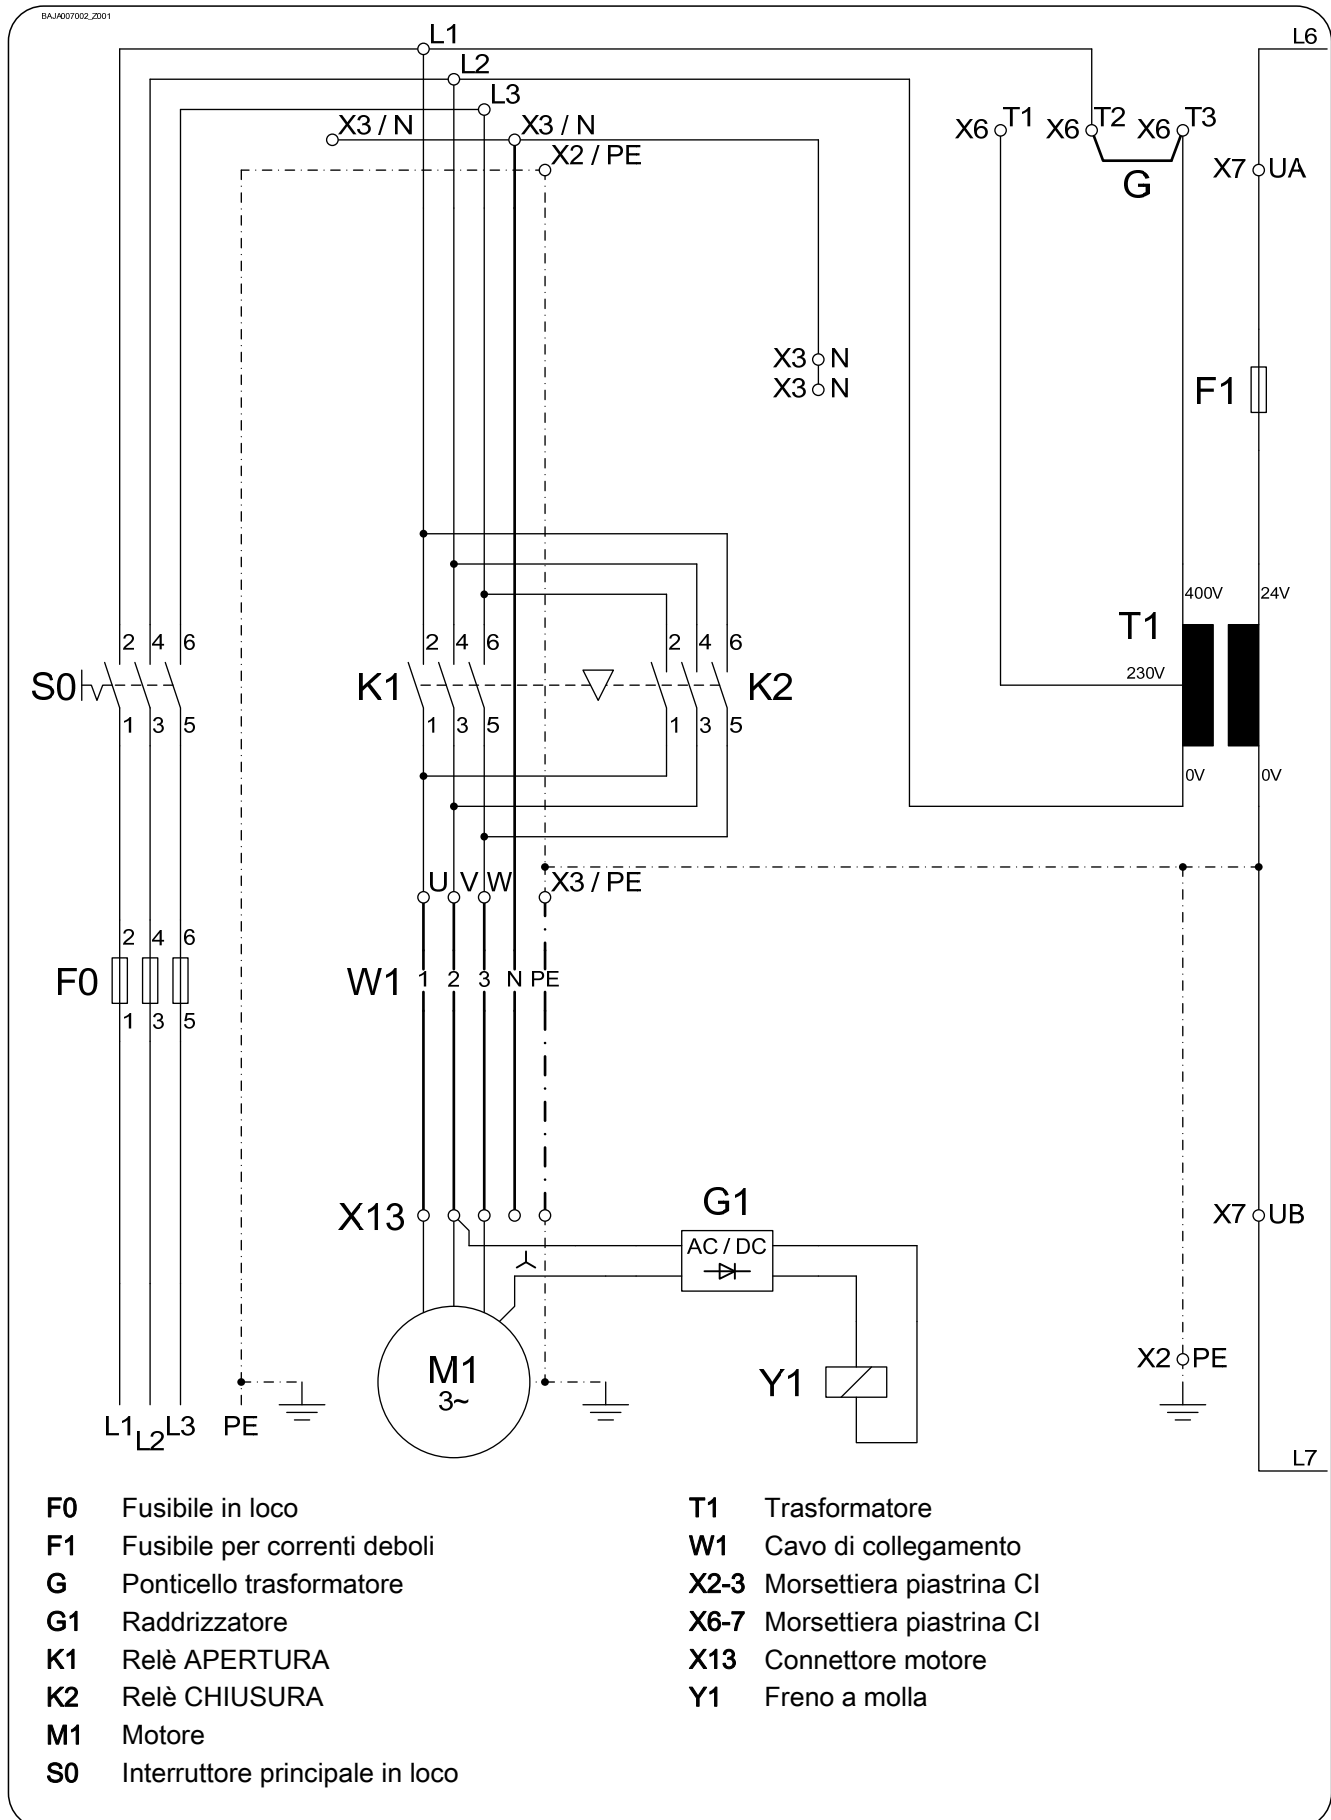 BAJA007002_Z001
L1
L6
L2
L3
X3 / N
X3 / N
X6 T1
X6 T2
X6 T3
X2 / PE
X7 UA
G
X3 N
X3 N
F1
400V
24V
T1
2 4 6
2 4 6
2 4 6
S0
K1
K2
230V
1 3 5
1 3 5
1 3 5
0V
0V
U V W X3 / PE
2 4 6
F0
W1 1 2 3 N PE
1 3 5
G1
X13
X7 UB
AC / DC
M1
3~
X2 PE
Y1
L1 L2 L3 PE
L7
F0 Fusibile in loco
F1 Fusibile per correnti deboli
G Ponticello trasformatore
G1 Raddrizzatore
K1 Relè APERTURA
K2 Relè CHIUSURA
M1 Motore
S0 Interruttore principale in loco
T1 Trasformatore
W1 Cavo di collegamento
X2-3 Morsettiera piastrina CI
X6-7 Morsettiera piastrina CI
X13 Connettore motore
Y1 Freno a molla